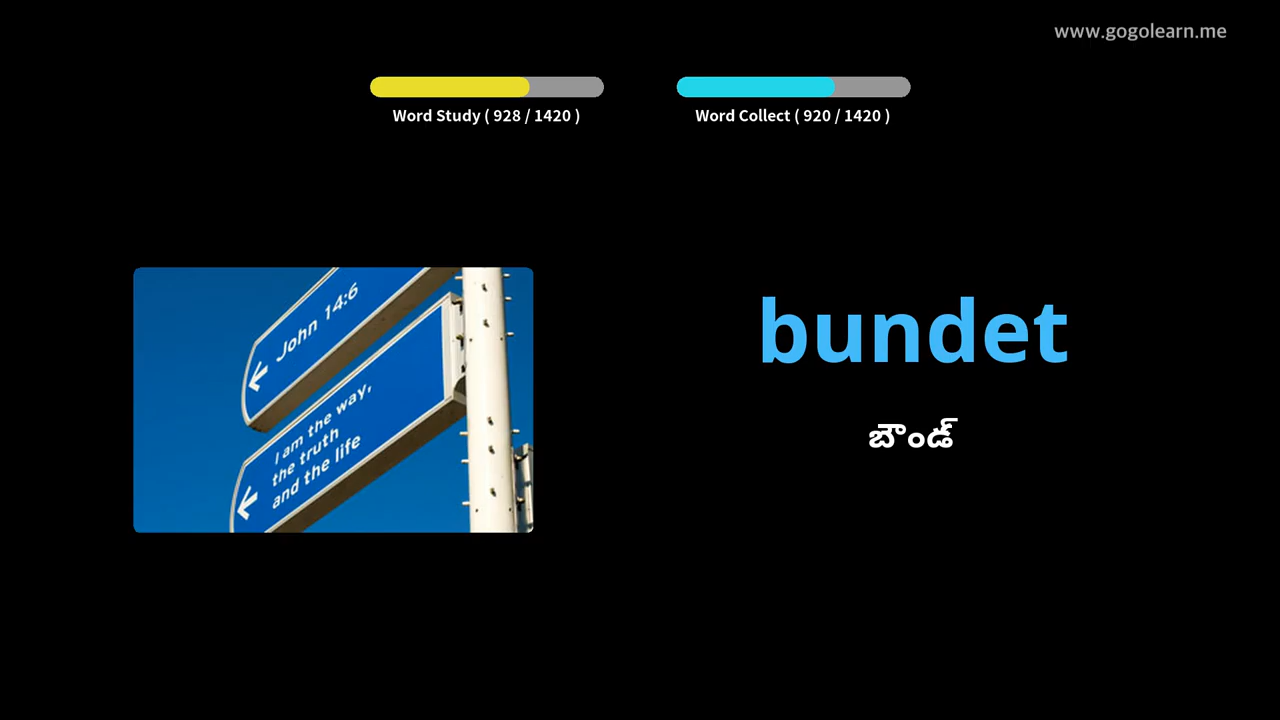 www.gogolearn.me
Word Study ( 928 / 1420 )
Word Collect ( 920 / 1420 )
John 14:6
I am the way,
the truth
and the life
bundet
బౌండ్